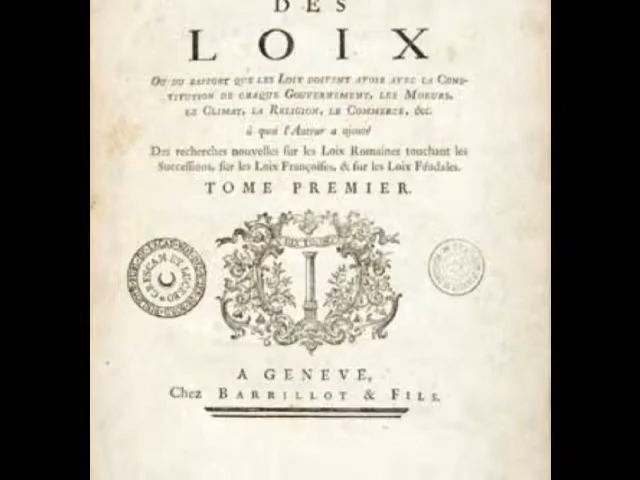 DES
LOIX
OU DU RAPPORT QUE LES LOIX DOIVENT AVOIR AVEC LA CONS-
TITUTION DE CHAQUE GOUVERNEMENT, LES MOEURS,
LE CLIMAT, LA RELIGION, LE COMMERCE, &c.
à quoi l'Auteur a ajouté
Des recherches nouvelles sur les Loix Romaines touchant les
Successions, sur les Loix Françoises, & sur les Loix Féodales.
TOME PREMIER.
A GENEVE,
Chez BARRILLOT & FILS.